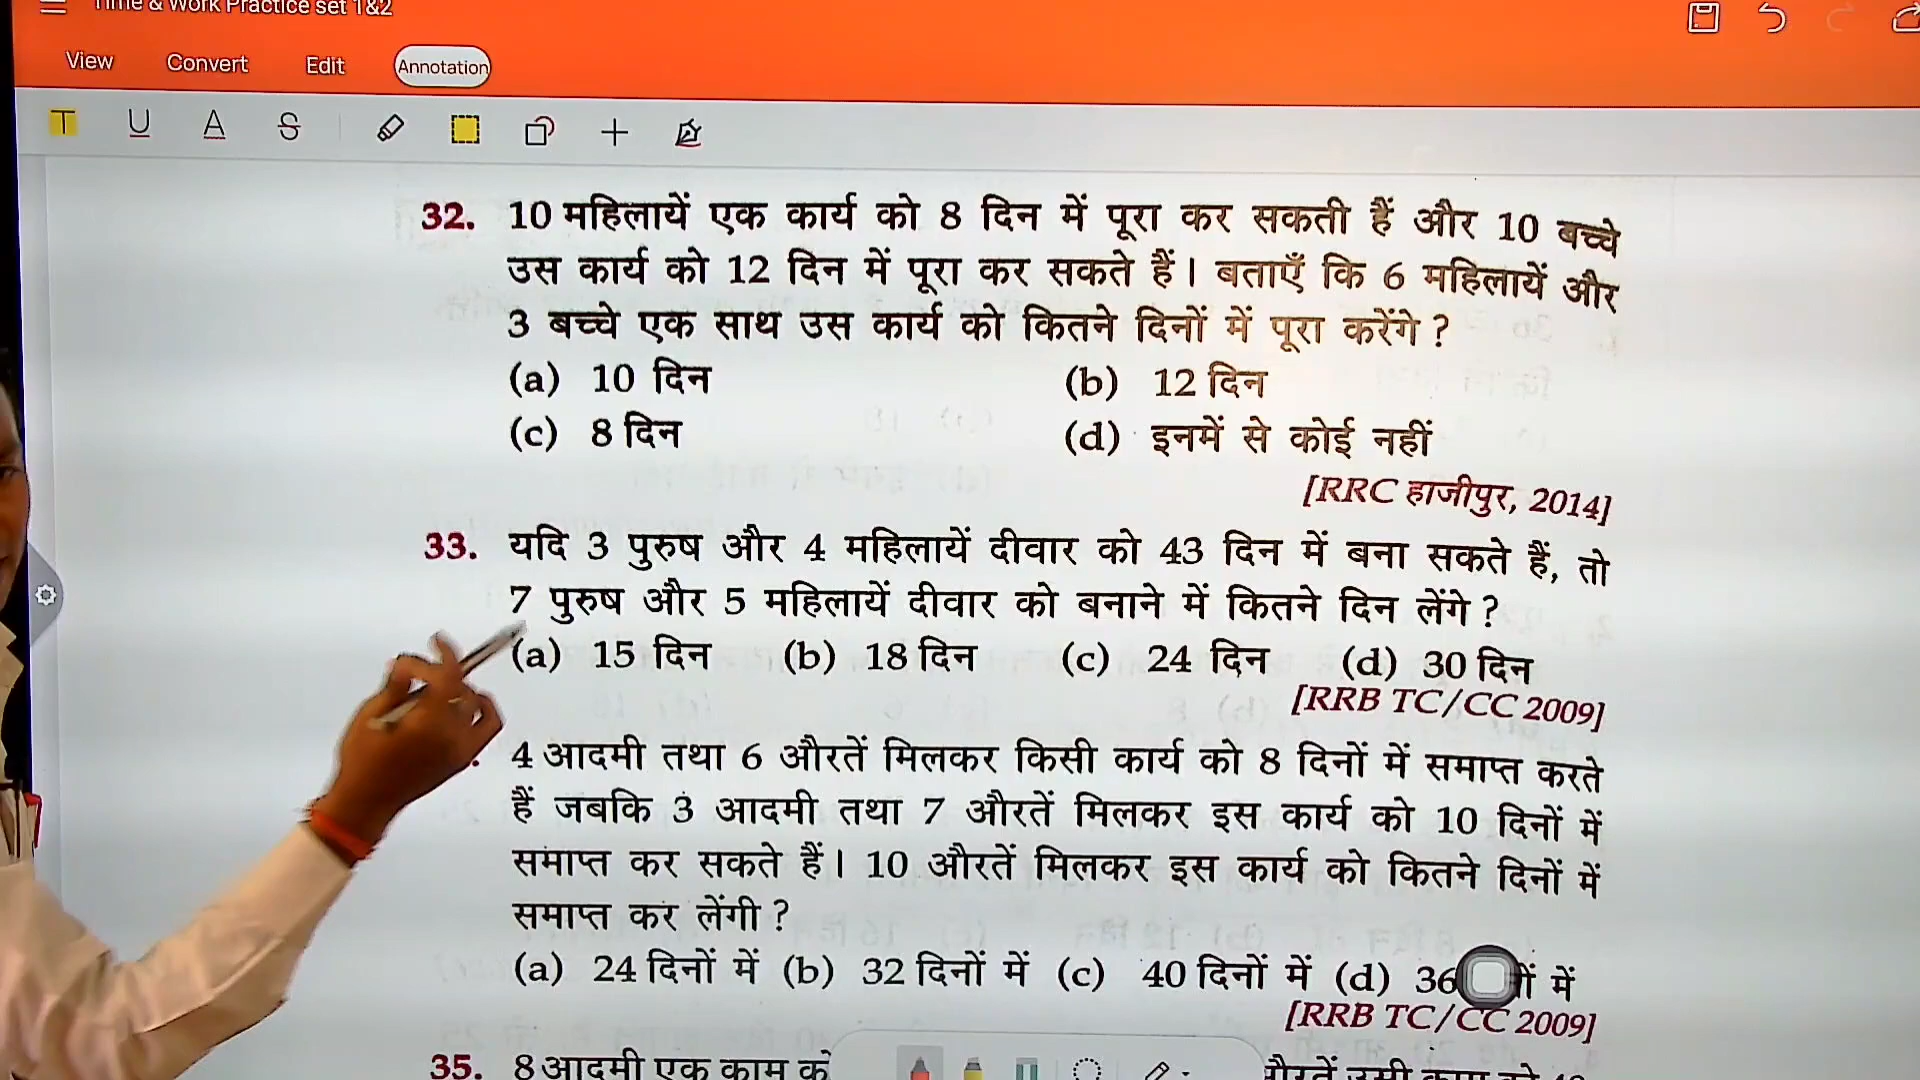 Time & Work Practice set 1&2
View Convert Edit Annotation
T U A S
32. 10 महिलायें एक कार्य को 8 दिन में पूरा कर सकती हैं और 10 बच्चे
उस कार्य को 12 दिन में पूरा कर सकते हैं। बताएँ कि 6 महिलायें और
3 बच्चे एक साथ उस कार्य को कितने दिनों में पूरा करेंगे ?
(a) 10 दिन (b) 12 दिन
(c) 8 दिन (d) इनमें से कोई नहीं
[RRC हाजीपुर, 2014]
33. यदि 3 पुरुष और 4 महिलायें दीवार को 43 दिन में बना सकते हैं, तो
7 पुरुष और 5 महिलायें दीवार को बनाने में कितने दिन लेंगे ?
(a) 15 दिन (b) 18 दिन (c) 24 दिन (d) 30 दिन
[RRB TC/CC 2009]
4 आदमी तथा 6 औरतें मिलकर किसी कार्य को 8 दिनों में समाप्त करते
हैं जबकि 3 आदमी तथा 7 औरतें मिलकर इस कार्य को 10 दिनों में
समाप्त कर सकते हैं। 10 औरतें मिलकर इस कार्य को कितने दिनों में
समाप्त कर लेंगी ?
(a) 24 दिनों में (b) 32 दिनों में (c) 40 दिनों में (d) 36 में
[RRB TC/CC 2009]
35. 8 आदमी एक काम को